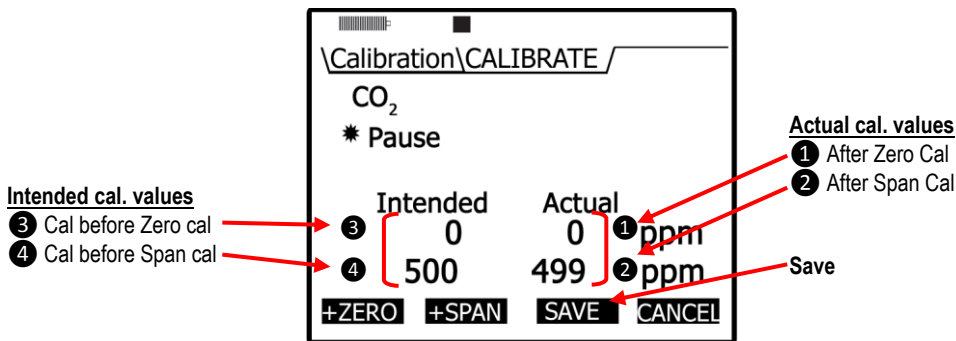 \Calibration\CALIBRATE /
CO₂
✷ Pause
Intended Actual
❸ 0 0 ❶ ppm
❹ 500 499 ❷ ppm
+ZERO +SPAN SAVE CANCEL
Intended cal. values
❸ Cal before Zero cal
❹ Cal before Span cal
Actual cal. values
❶ After Zero Cal
❷ After Span Cal
Save